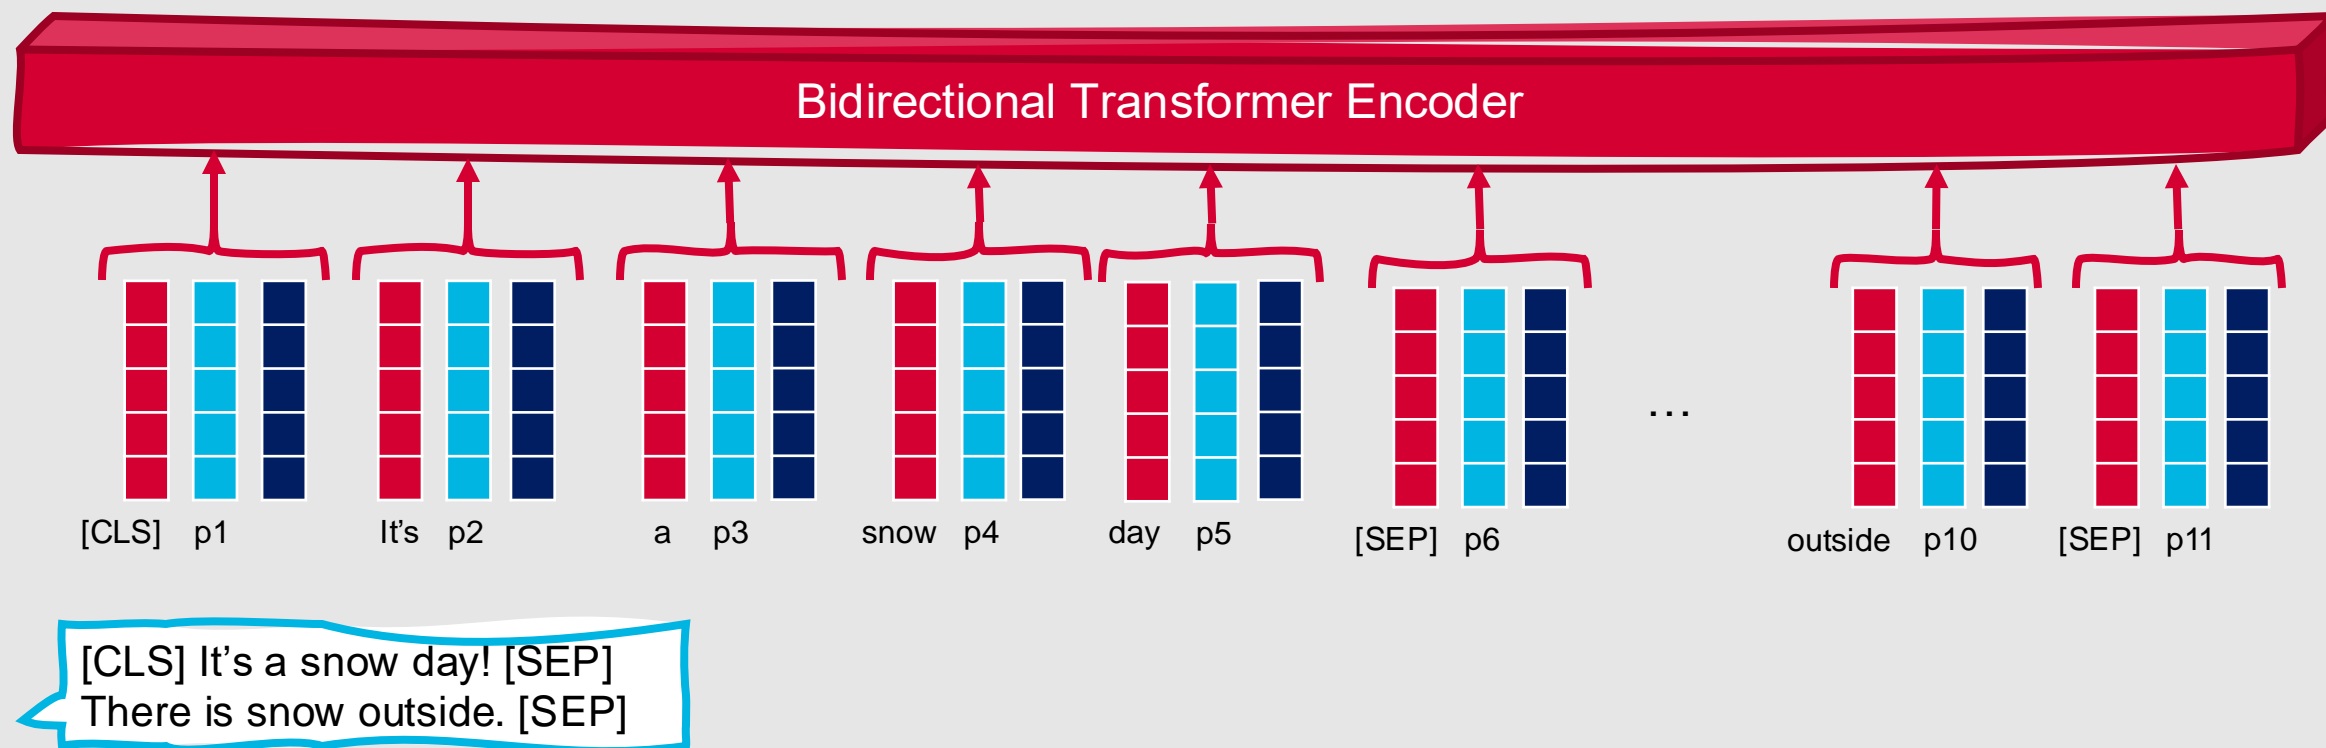 Bidirectional Transformer Encoder
…
[CLS] p1 It’s p2 a p3 snow p4 day p5 [SEP] p6 outside p10 [SEP] p11
[CLS] It’s a snow day! [SEP]
There is snow outside. [SEP]